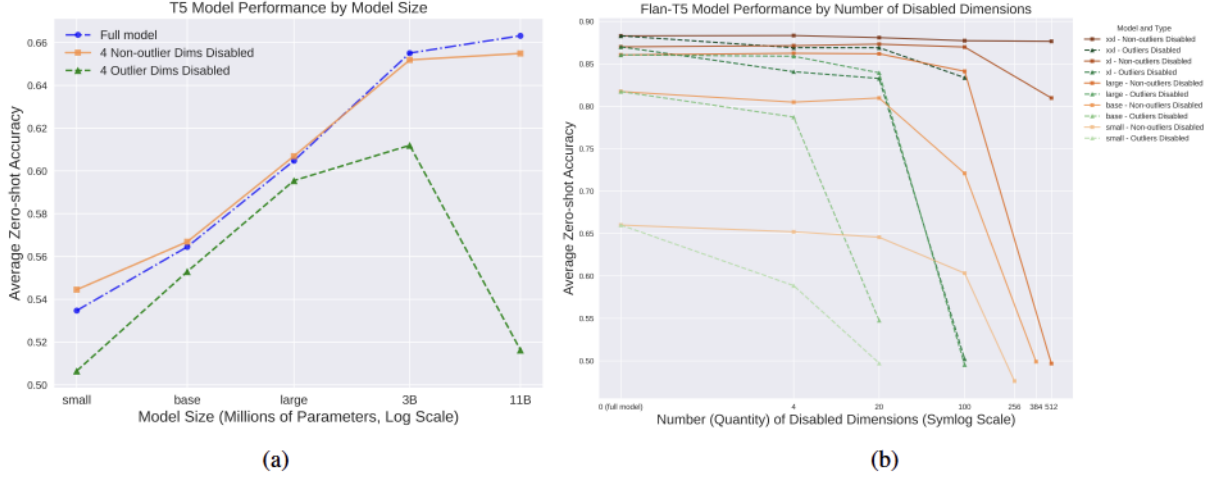 T5 Model Performance by Model Size
Full model
4 Non-outlier Dims Disabled
4 Outlier Dims Disabled
Average Zero-shot Accuracy
0.66
0.64
0.62
0.60
0.58
0.56
0.54
0.52
0.50
small base large 3B 11B
Model Size (Millions of Parameters, Log Scale)
(a)
Flan-T5 Model Performance by Number of Disabled Dimensions
Average Zero-shot Accuracy
0.90
0.85
0.80
0.75
0.70
0.65
0.60
0.55
0.50
0 (full model) 4 20 100 256 384 512
Number (Quantity) of Disabled Dimensions (Symlog Scale)
Model and Type
xxl - Non-outliers Disabled
xxl - Outliers Disabled
xl - Non-outliers Disabled
xl - Outliers Disabled
large - Non-outliers Disabled
large - Outliers Disabled
base - Non-outliers Disabled
base - Outliers Disabled
small - Non-outliers Disabled
small - Outliers Disabled
(b)